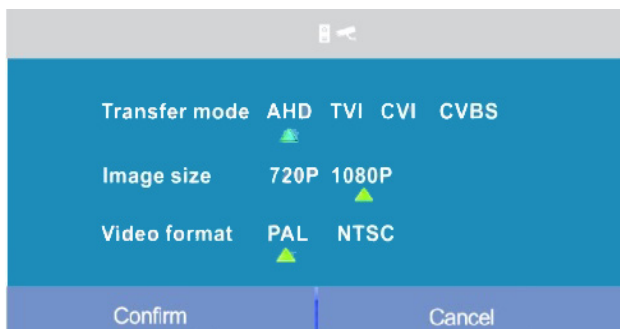 Transfer mode AHD TVI CVI CVBS
Image size 720P 1080P
Video format PAL NTSC
Confirm Cancel